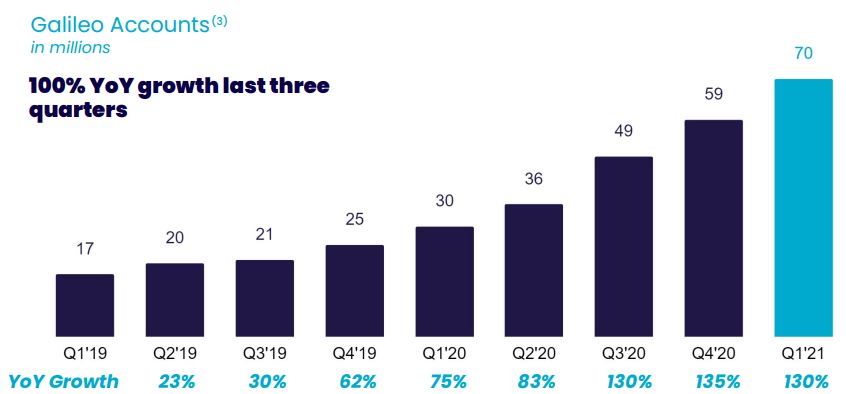 Galileo Accounts(3)
in millions
100% YoY growth last three
quarters
17 20 21 25 30 36 49 59 70
Q1'19 Q2'19 Q3'19 Q4'19 Q1'20 Q2'20 Q3'20 Q4'20 Q1'21
YoY Growth 23% 30% 62% 75% 83% 130% 135% 130%